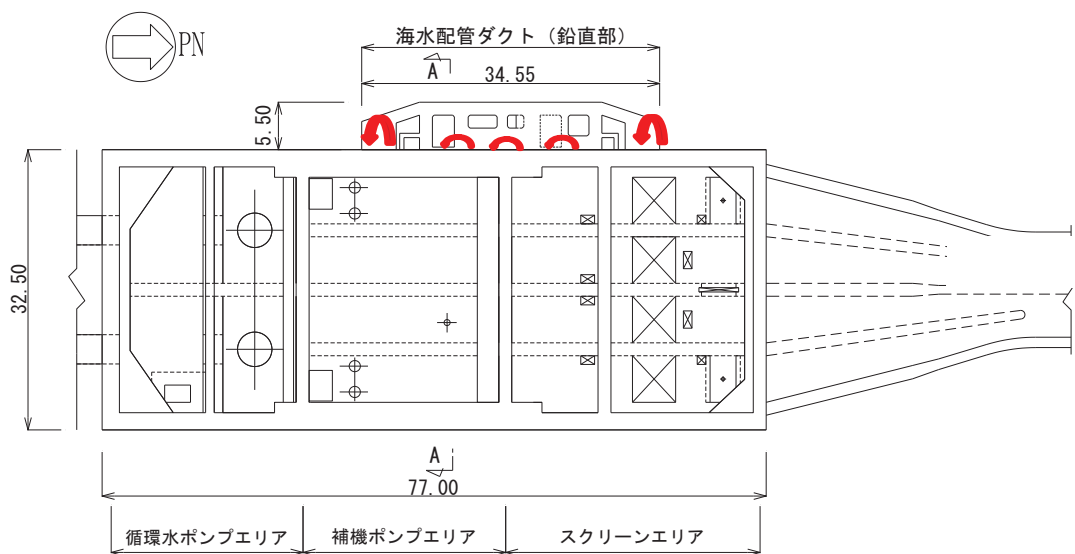 PN
海水配管ダクト（鉛直部）
A
34.55
5.50
32.50
A
77.00
循環水ポンプエリア
補機ポンプエリア
スクリーンエリア